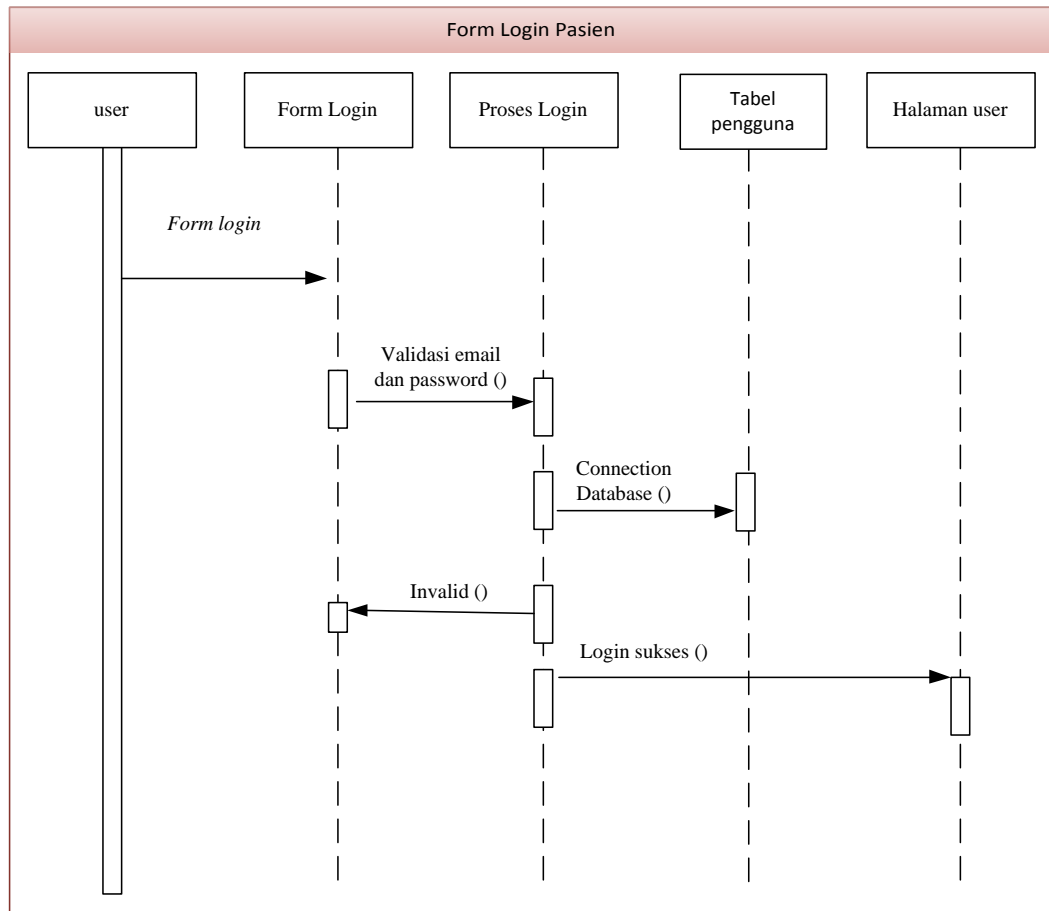 Form Login Pasien
user
Form Login
Proses Login
Tabel
pengguna
Halaman user
Form login
Validasi email
dan password ()
Connection
Database ()
Invalid ()
Login sukses ()